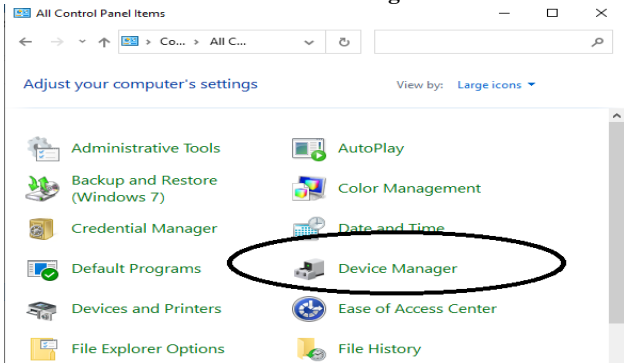 All Control Panel Items
Co... › All C...
Adjust your computer's settings
View by: Large icons
Administrative Tools
AutoPlay
Backup and Restore
(Windows 7)
Color Management
Credential Manager
Date and Time
Default Programs
Device Manager
Devices and Printers
Ease of Access Center
File Explorer Options
File History